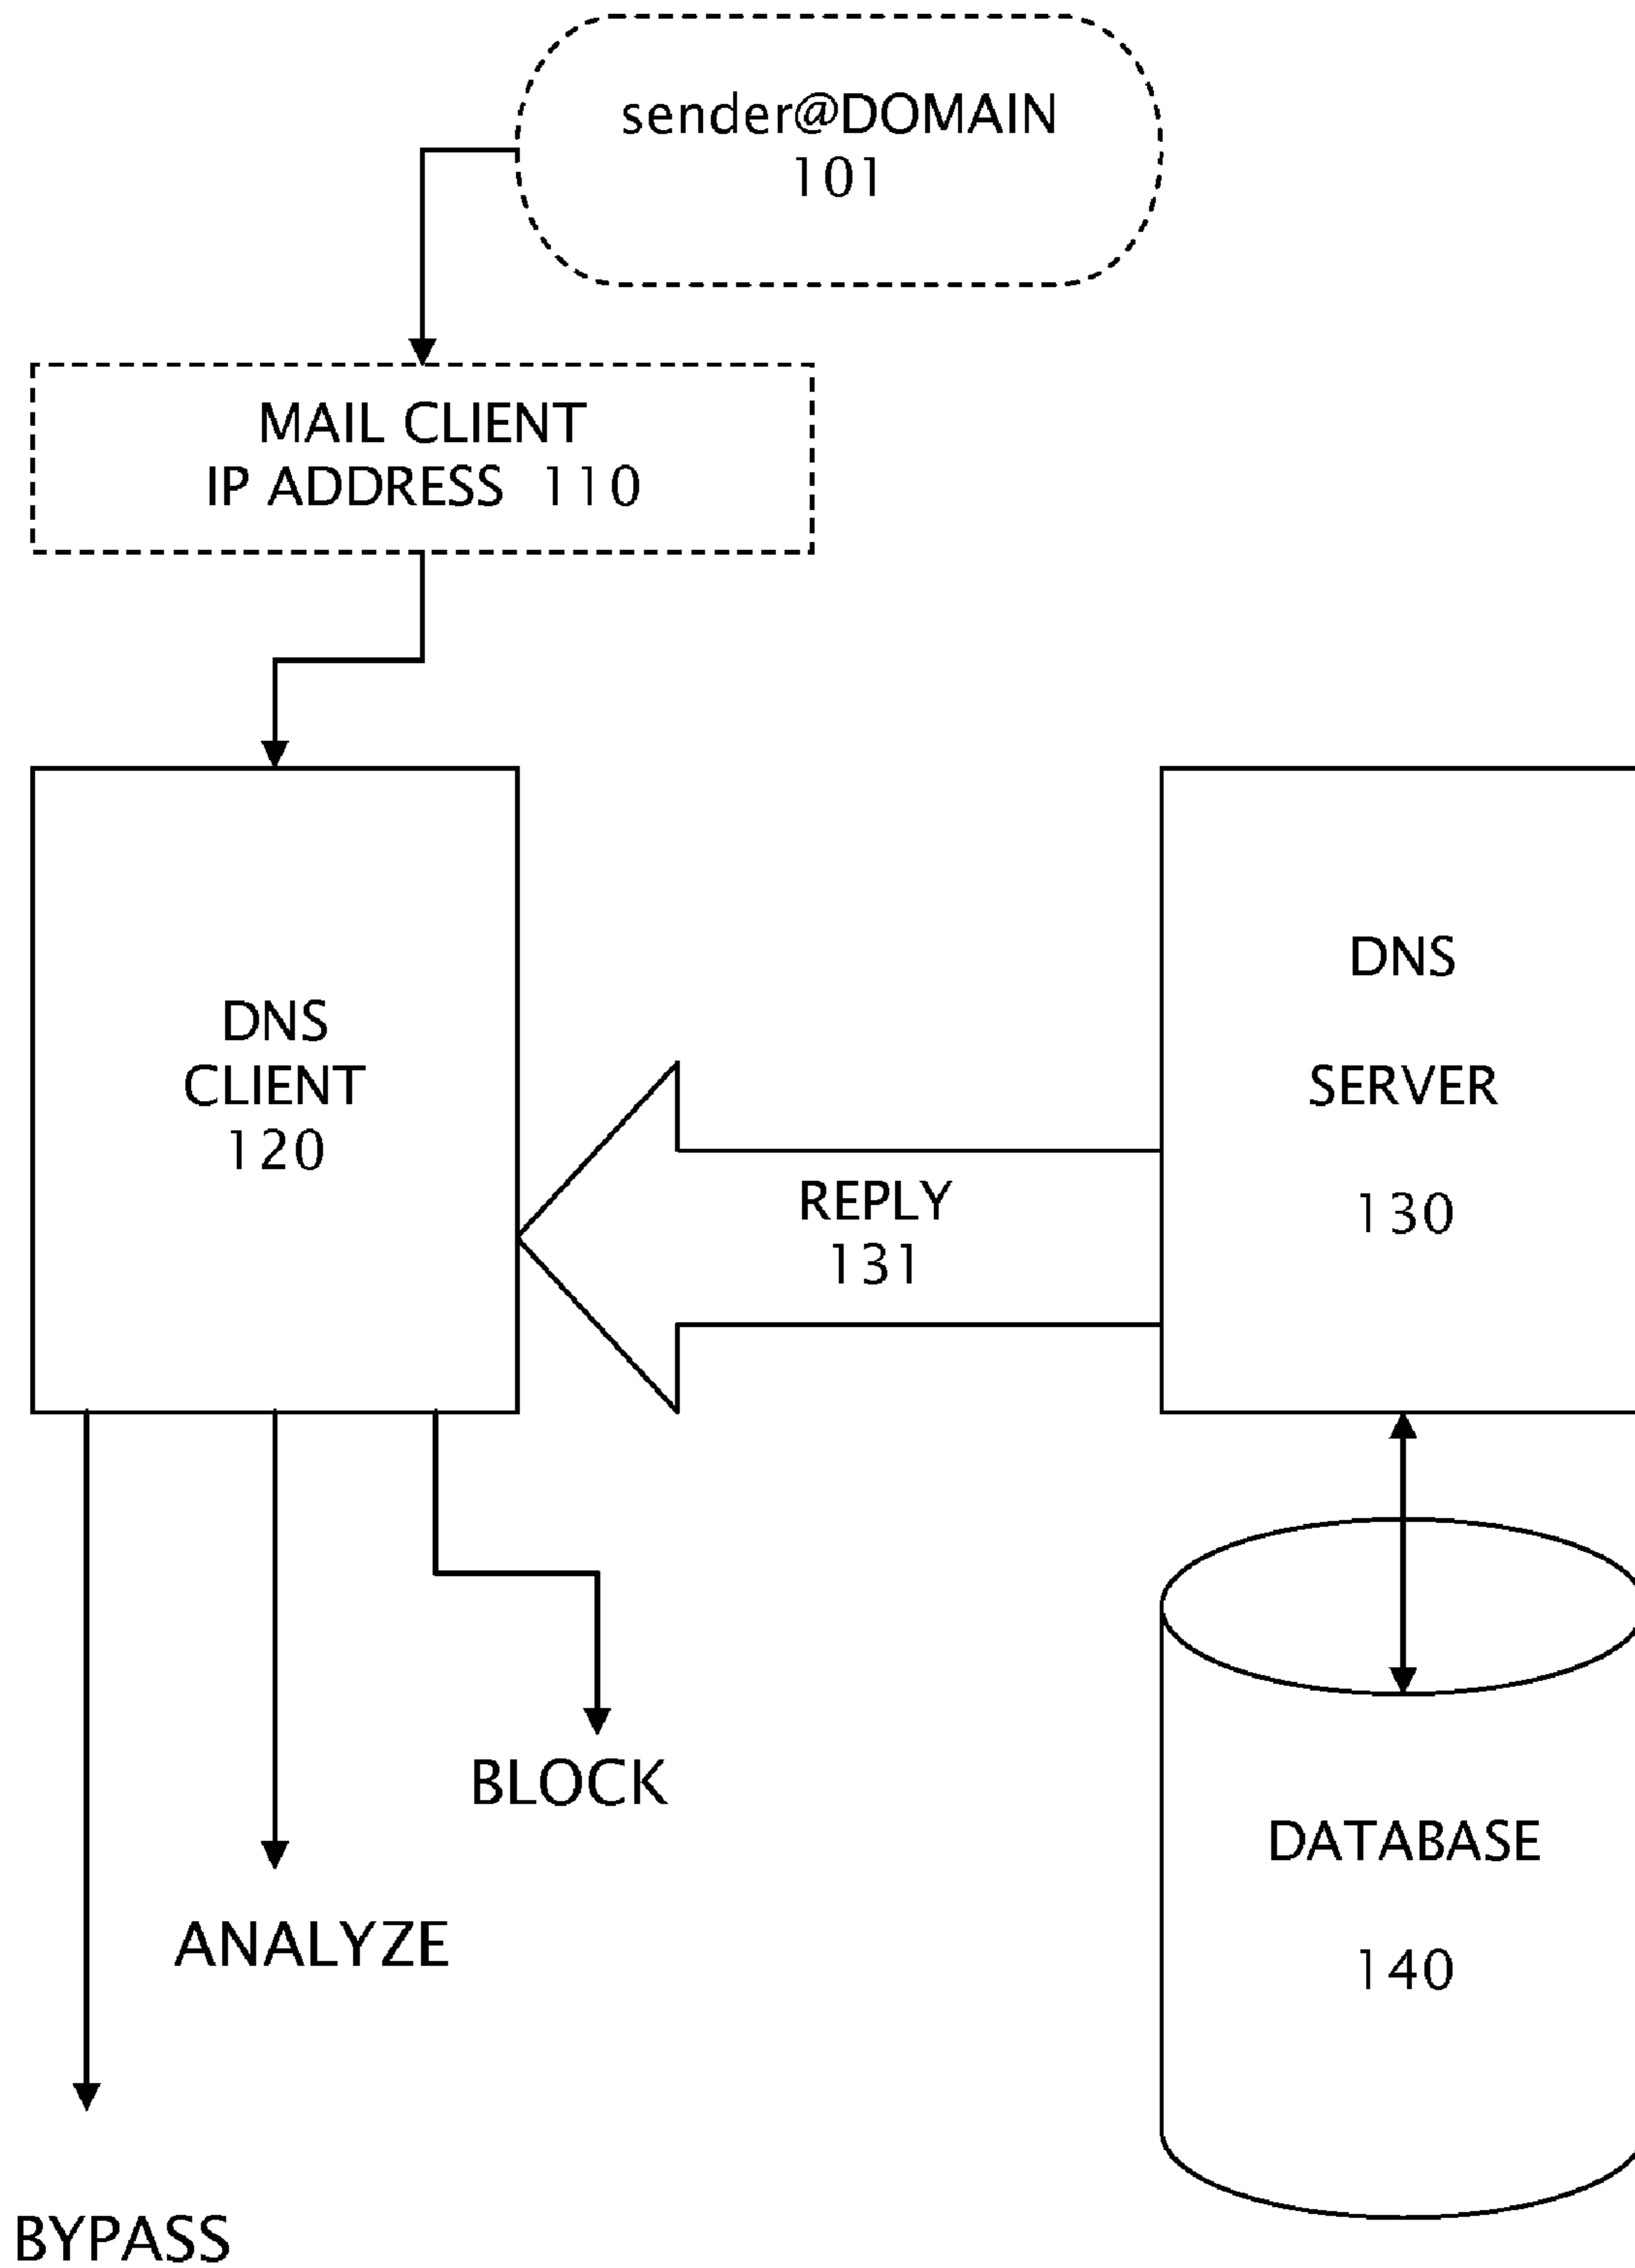 sender@DOMAIN
101
MAIL CLIENT
IP ADDRESS 110
DNS
CLIENT
120
REPLY
131
DNS
SERVER
130
BLOCK
ANALYZE
BYPASS
DATABASE
140